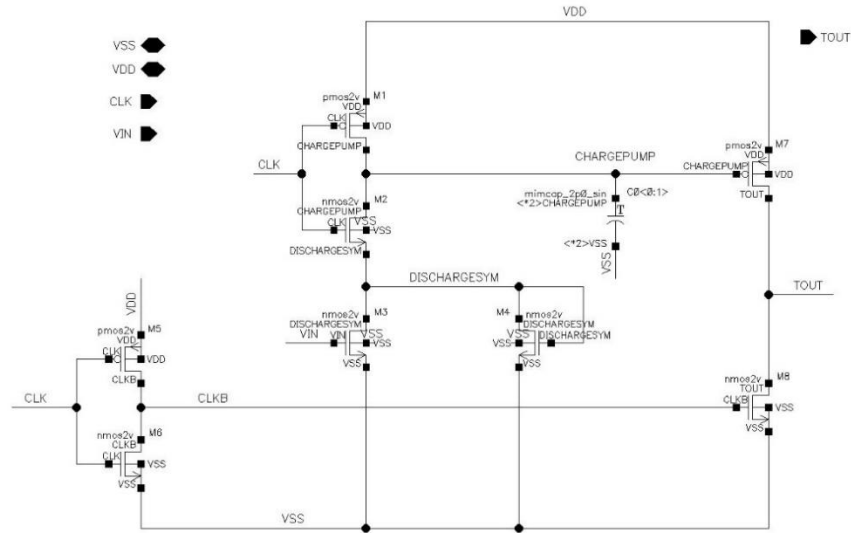 VDD
VSS
VDD
CLK
VIN
TOUT
M1
pmos2v
VDD
CLK
VDD
CHARGEPUMP
CLK
M2
nmos2v
CHARGEPUMP
CLK
VSS
VSS
DISCHARGESYM
CHARGEPUMP
mimcap_2p0_sin
C0<0:1>
<*2>CHARGEPUMP
T
<*2>VSS
VSS
M7
pmos2v
VDD
CHARGEPUMP
VDD
TOUT
TOUT
DISCHARGESYM
M3
nmos2v
DISCHARGESYM
VIN
VIN
VSS
VSS
VSS
M4
nmos2v
DISCHARGESYM
VSS
VSS
DISCHARGESYM
VSS
VDD
M5
pmos2v
VDD
CLK
VDD
CLKB
CLK
CLKB
M6
nmos2v
CLKB
CLK
VSS
VSS
M8
nmos2v
TOUT
CLKB
VSS
VSS
VSS